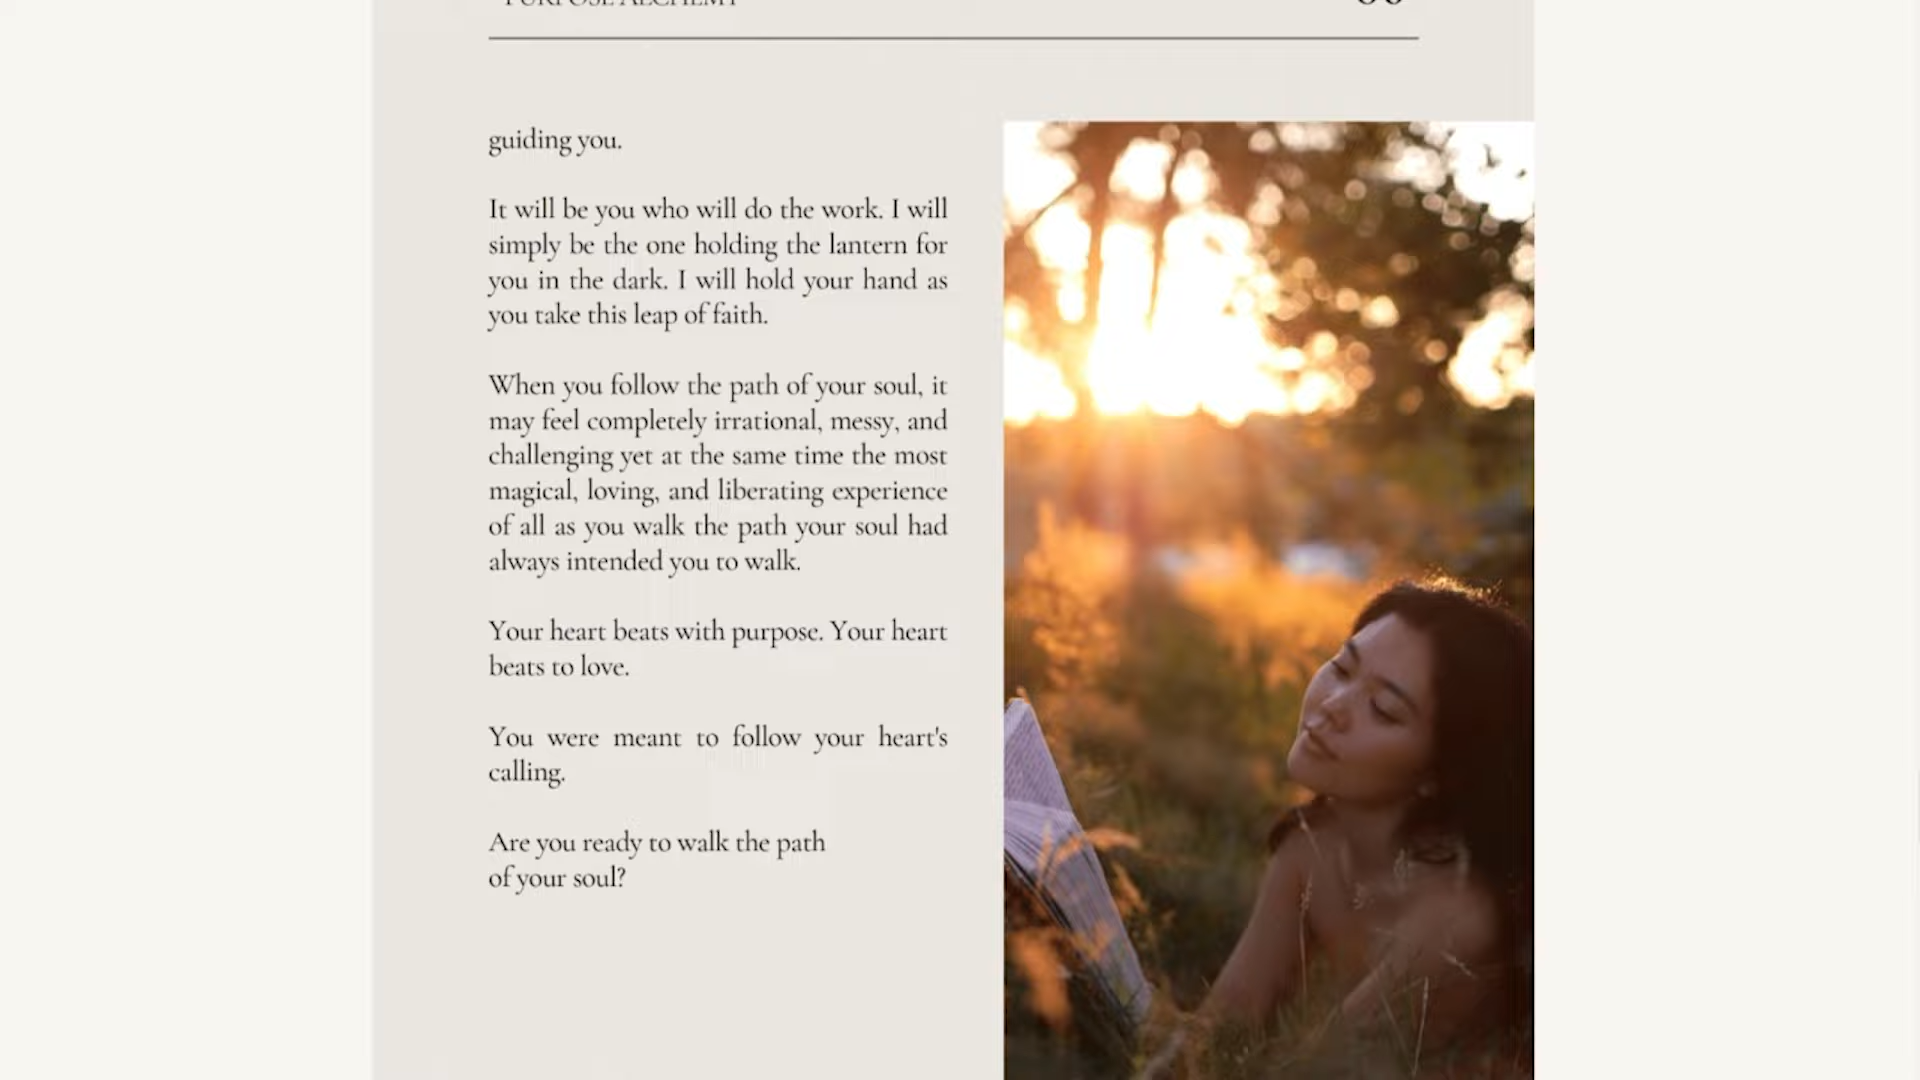 PURPOSE ALCHEMY
guiding you.
It will be you who will do the work. I will
simply be the one holding the lantern for
you in the dark. I will hold your hand as
you take this leap of faith.
When you follow the path of your soul, it
may feel completely irrational, messy, and
challenging yet at the same time the most
magical, loving, and liberating experience
of all as you walk the path your soul had
always intended you to walk.
Your heart beats with purpose. Your heart
beats to love.
You were meant to follow your heart's
calling.
Are you ready to walk the path
of your soul?